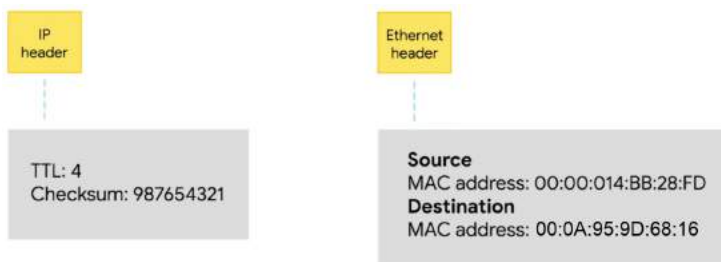 IP
header
Ethernet
header
TTL: 4
Checksum: 987654321
Source
MAC address: 00:00:014:BB:28:FD
Destination
MAC address: 00:0A:95:9D:68:16